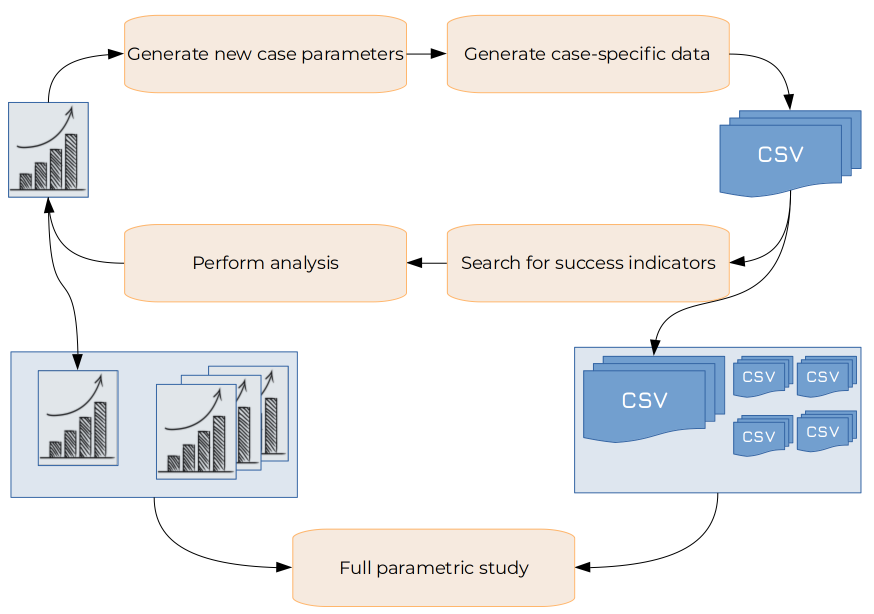 Generate new case parameters
Generate case-specific data
CSV
Perform analysis
Search for success indicators
CSV
CSV
CSV
CSV
CSV
Full parametric study